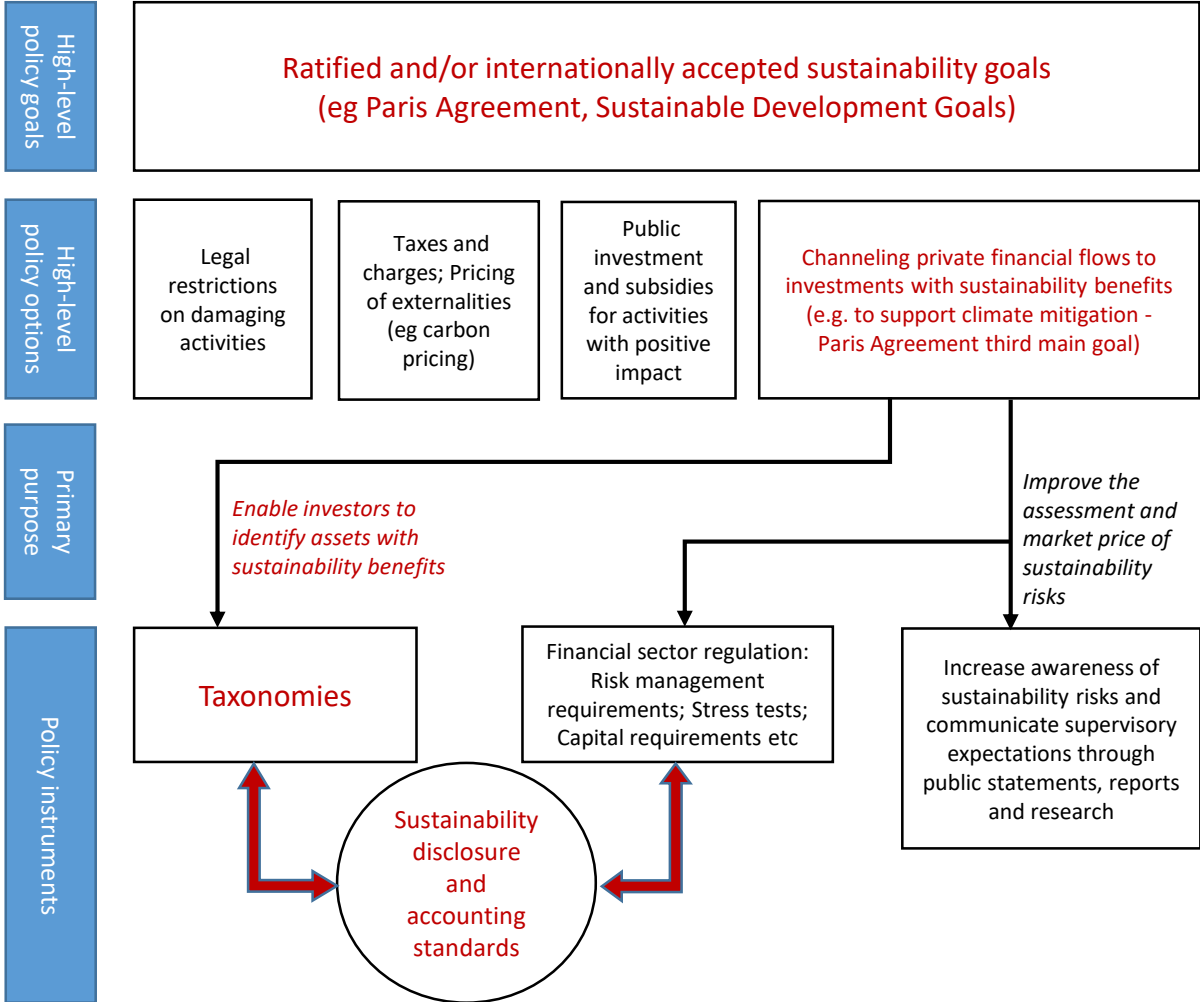 High-level
policy goals
Ratified and/or internationally accepted sustainability goals
(eg Paris Agreement, Sustainable Development Goals)
High-level
policy options
Legal
restrictions
on damaging
activities
Taxes and
charges; Pricing
of externalities
(eg carbon
pricing)
Public
investment
and subsidies
for activities
with positive
impact
Channeling private financial flows to
investments with sustainability benefits
(e.g. to support climate mitigation -
Paris Agreement third main goal)
Primary
purpose
Enable investors to
identify assets with
sustainability benefits
Improve the
assessment and
market price of
sustainability
risks
Policy instruments
Taxonomies
Financial sector regulation:
Risk management
requirements; Stress tests;
Capital requirements etc
Increase awareness of
sustainability risks and
communicate supervisory
expectations through
public statements, reports
and research
Sustainability
disclosure
and
accounting
standards